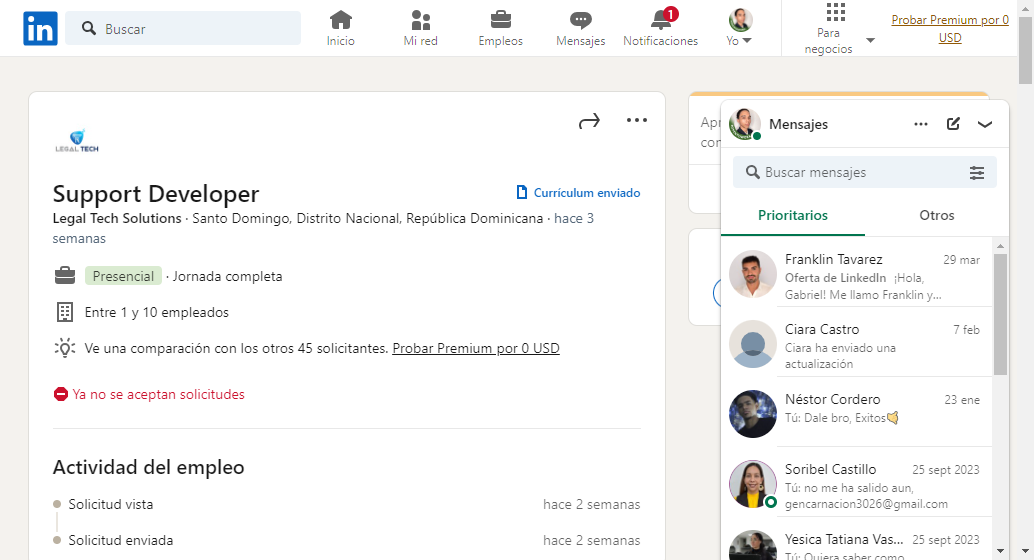 in
Buscar
Inicio
Mi red
Empleos
Mensajes
1
Notificaciones
Yo
Para
negocios
Probar Premium por 0
USD
LEGAL TECH
Support Developer
Currículum enviado
Legal Tech Solutions · Santo Domingo, Distrito Nacional, República Dominicana · hace 3
semanas
Presencial · Jornada completa
Entre 1 y 10 empleados
Ve una comparación con los otros 45 solicitantes. Probar Premium por 0 USD
Ya no se aceptan solicitudes
Actividad del empleo
Solicitud vista
hace 2 semanas
Solicitud enviada
hace 2 semanas
Mensajes
Buscar mensajes
Prioritarios
Otros
Franklin Tavarez
29 mar
Oferta de LinkedIn ¡Hola,
Gabriel! Me llamo Franklin y...
Ciara Castro
7 feb
Ciara ha enviado una
actualización
Néstor Cordero
23 ene
Tú: Dale bro, Exitos
Soribel Castillo
25 sept 2023
Tú: no me ha salido aun,
gencarnacion3026@gmail.com
Yesica Tatiana Vas...
25 sept 2023
Tú: Quiera saber como